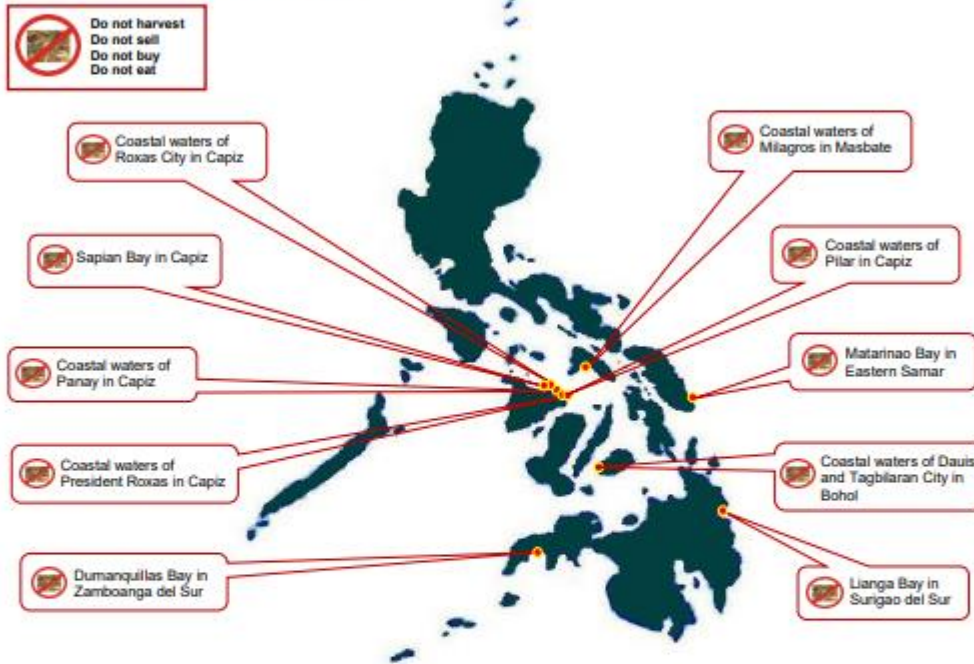 Do not harvest
Do not sell
Do not buy
Do not eat
Coastal waters of
Roxas City in Capiz
Coastal waters of
Milagros in Masbate
Sapian Bay in Capiz
Coastal waters of
Pilar in Capiz
Coastal waters of
Panay in Capiz
Matarinao Bay in
Eastern Samar
Coastal waters of
President Roxas in Capiz
Coastal waters of Dauis
and Tagbilaran City in
Bohol
Dumanquillas Bay in
Zamboanga del Sur
Lianga Bay in
Surigao del Sur